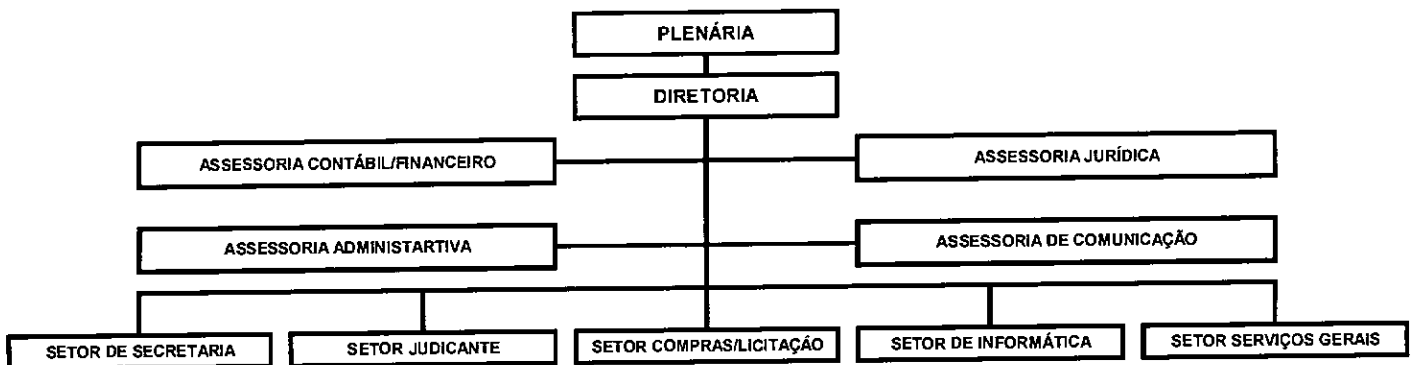 PLENÁRIA
DIRETORIA
ASSESSORIA CONTÁBIL/FINANCEIRO
ASSESSORIA JURÍDICA
ASSESSORIA ADMINISTARTIVA
ASSESSORIA DE COMUNICAÇÃO
SETOR DE SECRETARIA
SETOR JUDICANTE
SETOR COMPRAS/LICITAÇÃO
SETOR DE INFORMÁTICA
SETOR SERVIÇOS GERAIS